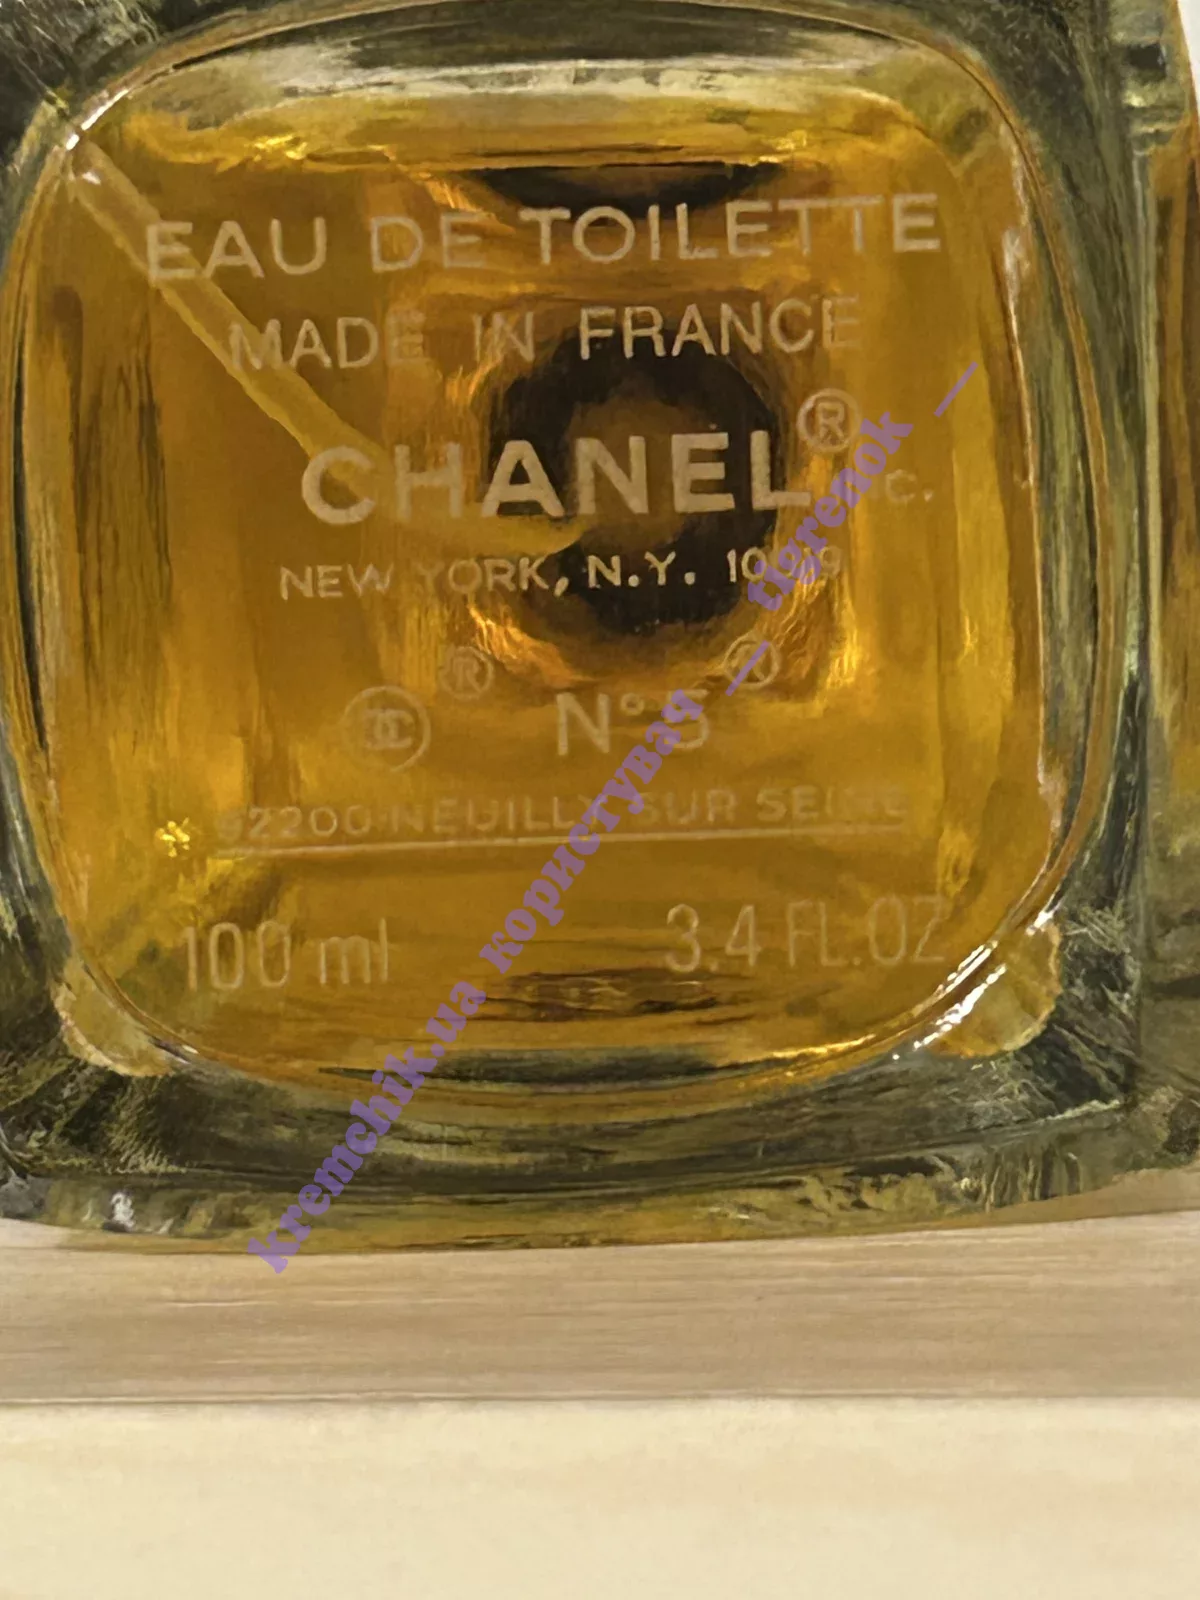 EAU DE TOILETTE
MADE IN FRANCE
CHANEL®
NEW YORK, N.Y.
®
N°5
92200 NEUILLY SUR SEINE
100 ml 3.4 FL.OZ
kremchik.ua користувач _ tigrenok _